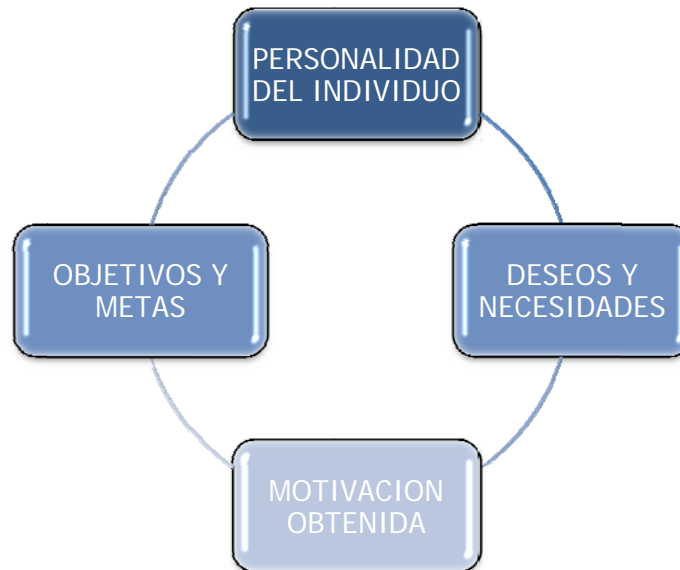 PERSONALIDAD
DEL INDIVIDUO
OBJETIVOS Y
METAS
DESEOS Y
NECESIDADES
MOTIVACION
OBTENIDA